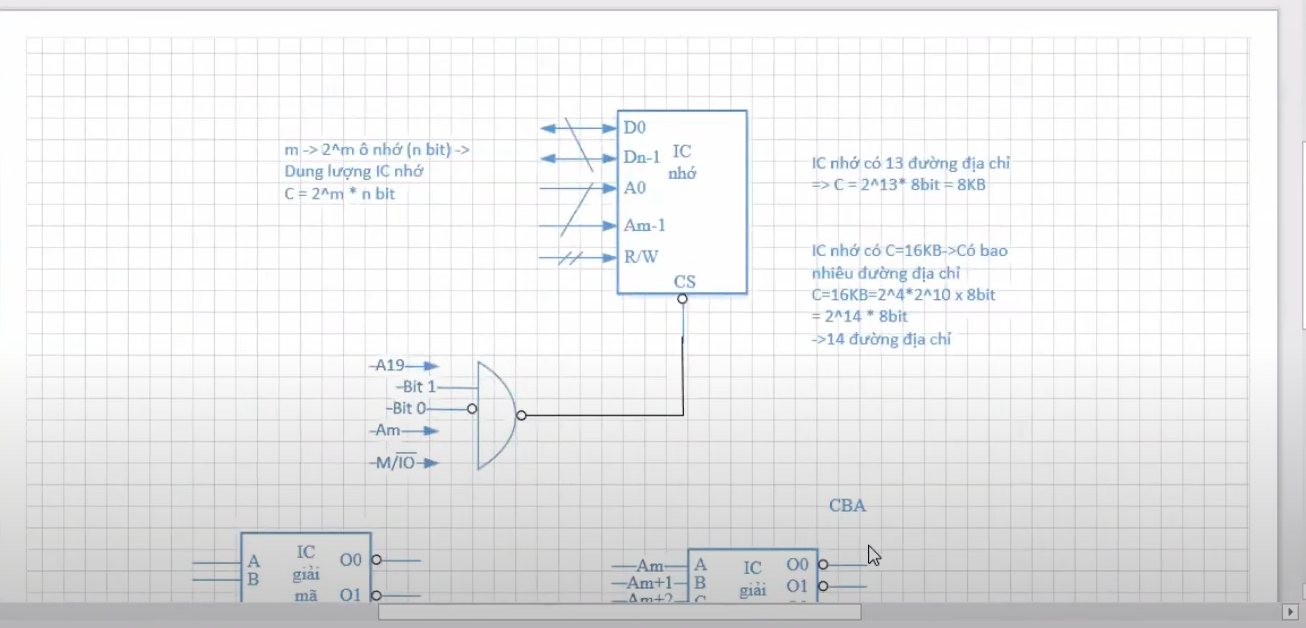 m -> 2^m ô nhớ (n bit) ->
Dung lượng IC nhớ
C = 2^m * n bit
D0
Dn-1
IC
nhớ
A0
Am-1
R/W
CS
IC nhớ có 13 đường địa chỉ
=> C = 2^13* 8bit = 8KB
IC nhớ có C=16KB->Có bao
nhiêu đường địa chỉ
C=16KB=2^4*2^10 x 8bit
= 2^14 * 8bit
->14 đường địa chỉ
A19
Bit 1
Bit 0
Am
M/I̅O̅
CBA
A
B
IC
giải
mã
O0
O1
Am
Am+1
Am+2
A
B
C
IC
giải
O0
O1